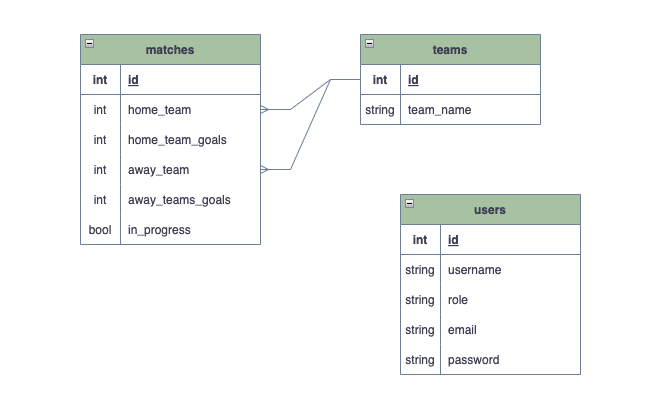 matches
int id
int home_team
int home_team_goals
int away_team
int away_teams_goals
bool in_progress
teams
int id
string team_name
users
int id
string username
string role
string email
string password